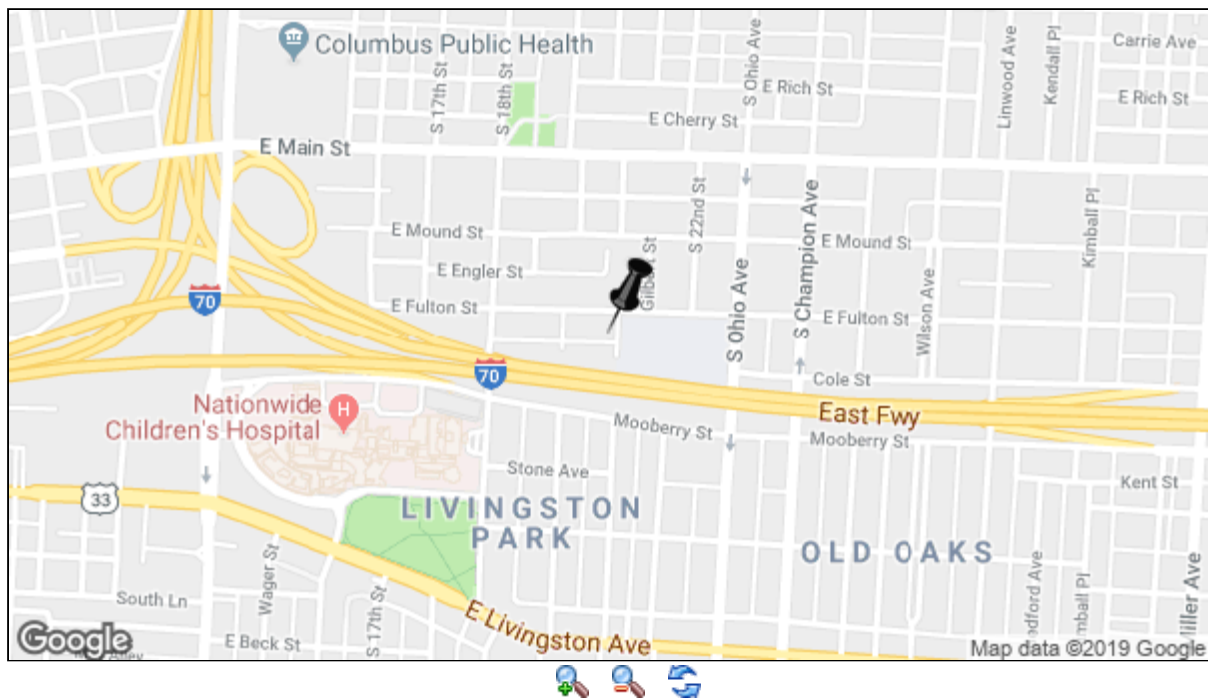 Columbus Public Health
S 17th St
S 18th St
S Ohio Ave
E Rich St
Linwood Ave
Kendall Pl
Carrie Ave
E Rich St
E Cherry St
E Main St
S 22nd St
S Champion Ave
Kimball Pl
E Mound St
E Mound St
E Engler St
70
E Fulton St
S Ohio Ave
E Fulton St
Wilson Ave
70
Cole St
East Fwy
Nationwide
Children's Hospital
H
Mooberry St
Mooberry St
Stone Ave
Kent St
33
LIVINGSTON
PARK
OLD OAKS
Wager St
S 17th St
South Ln
E Beck St
E Livingston Ave
Miller Ave
Google
Map data ©2019 Google